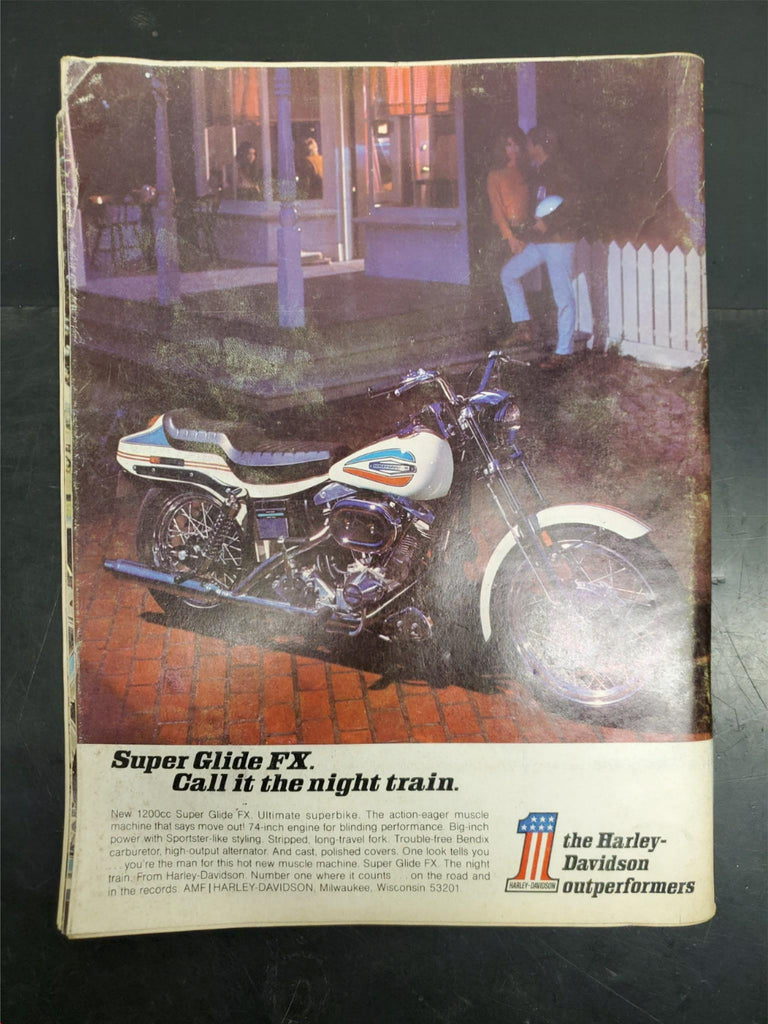 Super Glide FX.
Call it the night train.
New 1200cc Super Glide FX. Ultimate superbike. The action-eager muscle
machine that says move out! 74-inch engine for blinding performance. Big-inch
power with Sportster-like styling. Stripped, long-travel fork. Trouble-free Bendix
carburetor, high-output alternator. And cast, polished covers. One look tells you
. . . you're the man for this hot new muscle machine. Super Glide FX. The night
train. From Harley-Davidson. Number one where it counts . . . on the road and
in the records. AMF | HARLEY-DAVIDSON, Milwaukee, Wisconsin 53201.
1
HARLEY-DAVIDSON
the Harley-
Davidson
outperformers